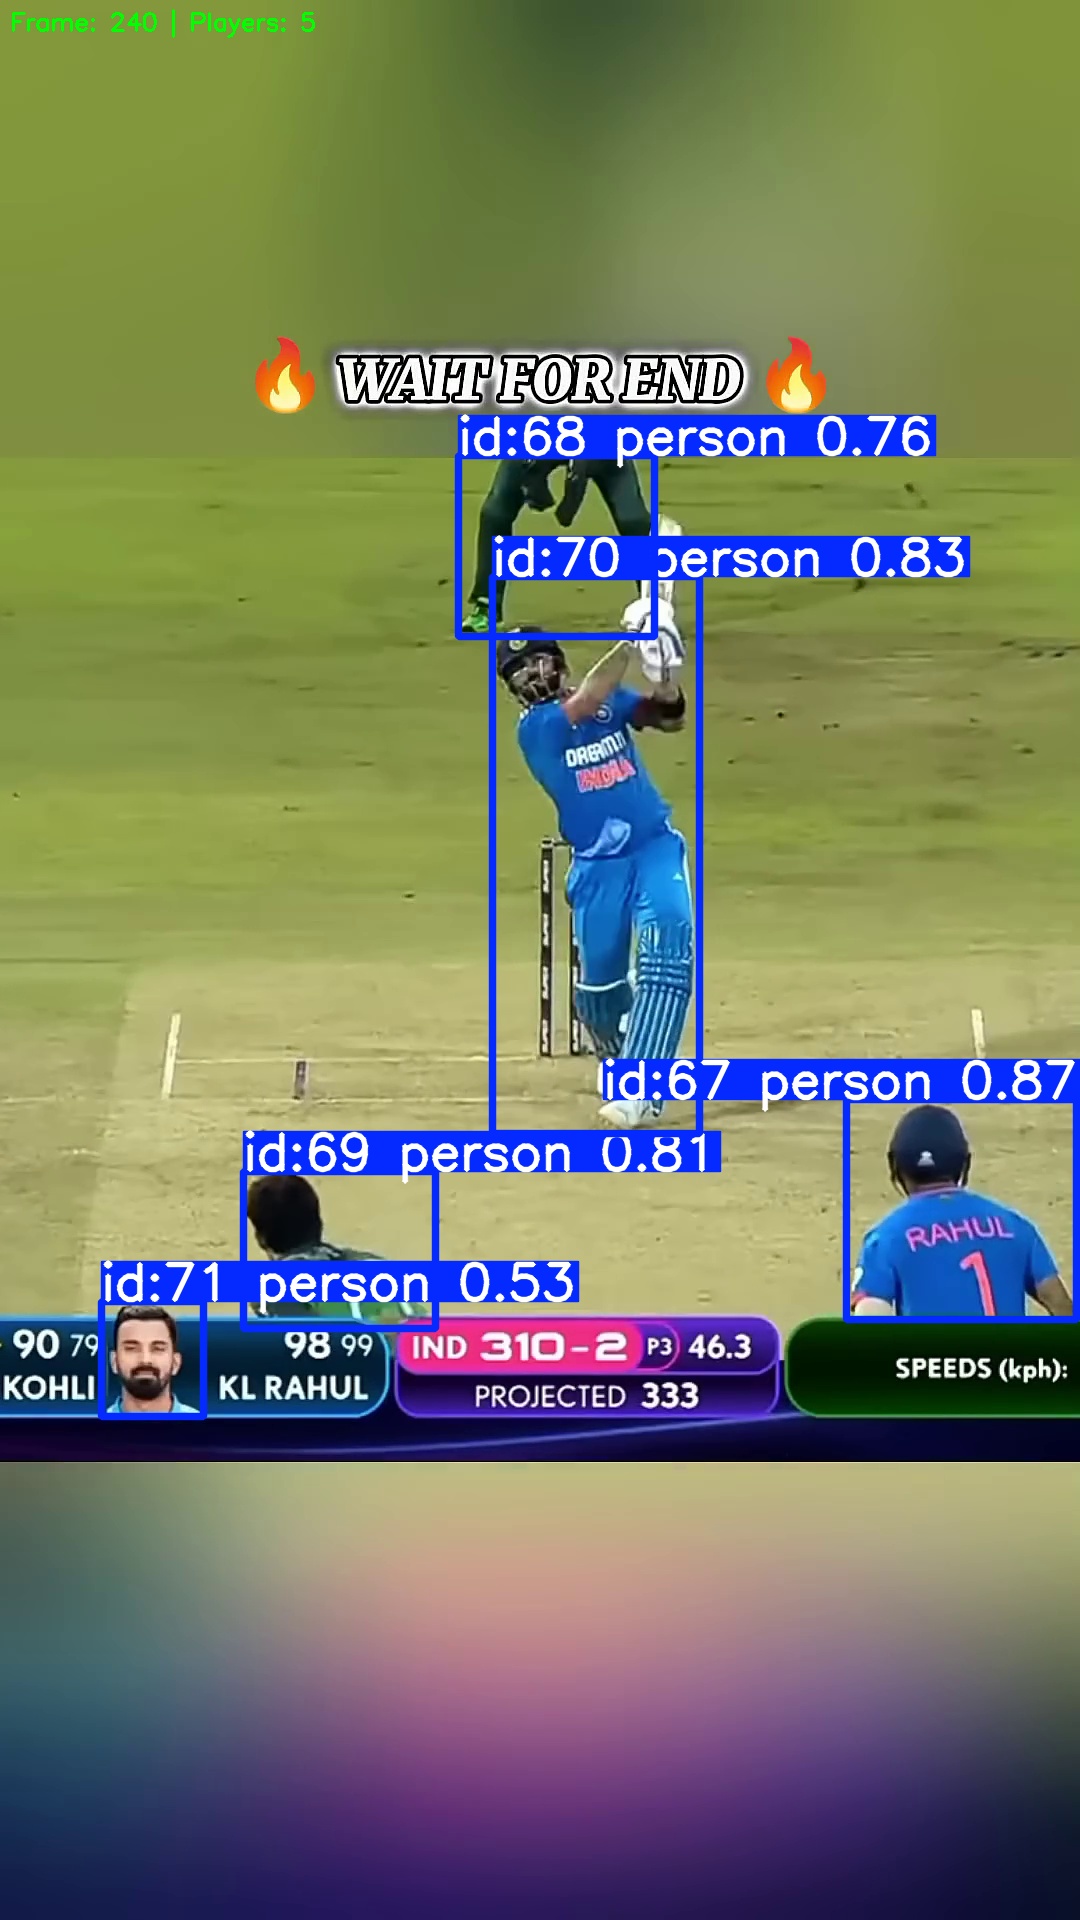 Frame: 240 | Players: 5
🔥 WAIT FOR END 🔥
id:68 person 0.76
id:70 person 0.83
DREAM11
INDIA
id:67 person 0.87
id:69 person 0.81
RAHUL
1
id:71 person 0.53
90 79
KOHLI
98 99
KL RAHUL
IND 310-2 P3 46.3
PROJECTED 333
SPEEDS (kph):